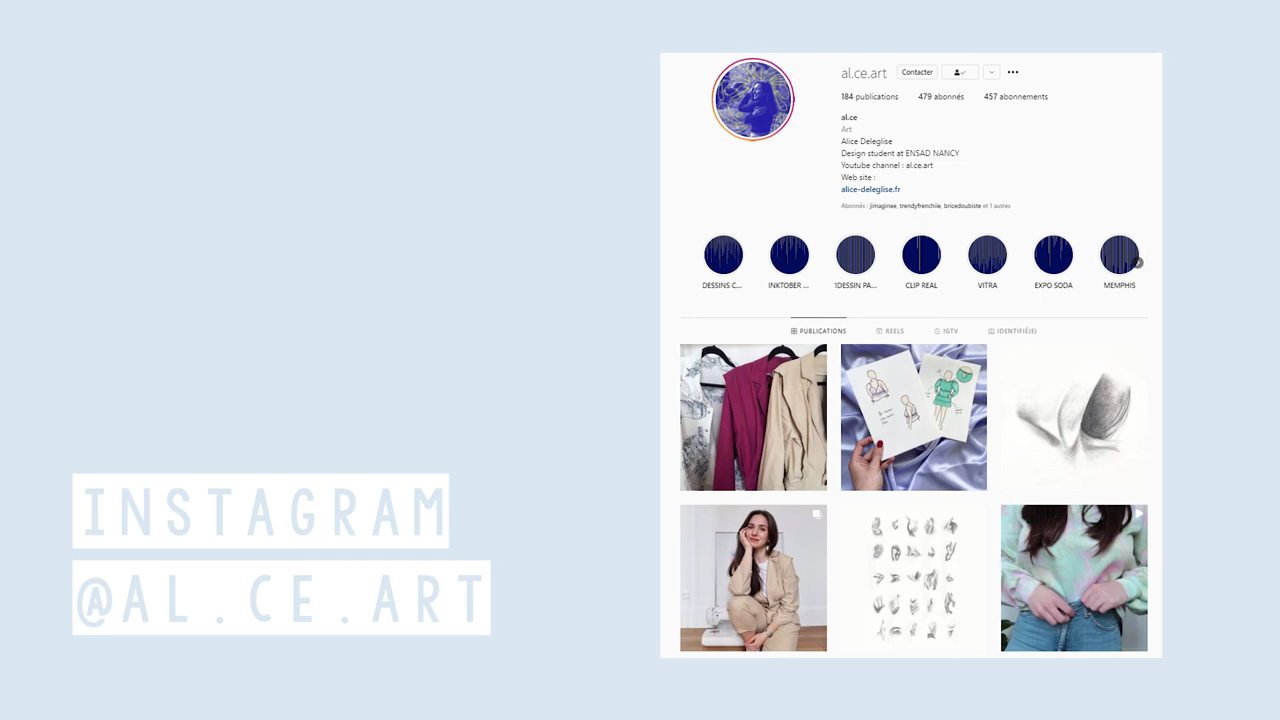 INSTAGRAM
@AL.CE.ART
al.ce.art Contacter
184 publications 479 abonnés 457 abonnements
al.ce
Art
Alice Deleglise
Design student at ENSAD NANCY
Youtube channel : al.ce.art
Web site :
alice-deleglise.fr
Abonnés : jimaginee, trendyfrenchiie, bricedoubiste et 1 autres
DESSINS C... INKTOBER ... 1DESSIN PA... CLIP REAL VITRA EXPO SODA MEMPHIS
PUBLICATIONS REELS IGTV IDENTIFIÉ(E)